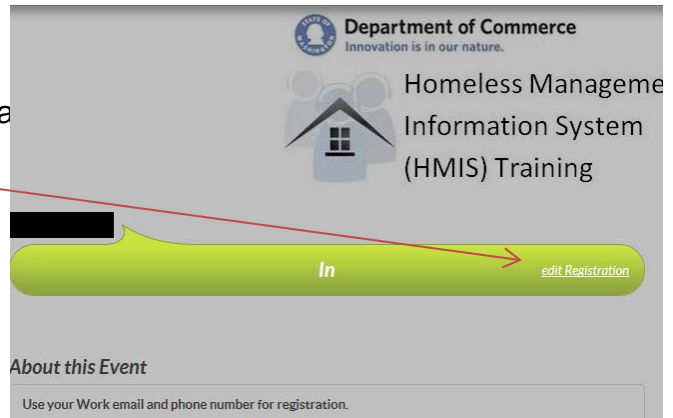 Department of Commerce
Innovation is in our nature.
Homeless Manageme
Information System
(HMIS) Training
In
edit Registration
About this Event
Use your Work email and phone number for registration.